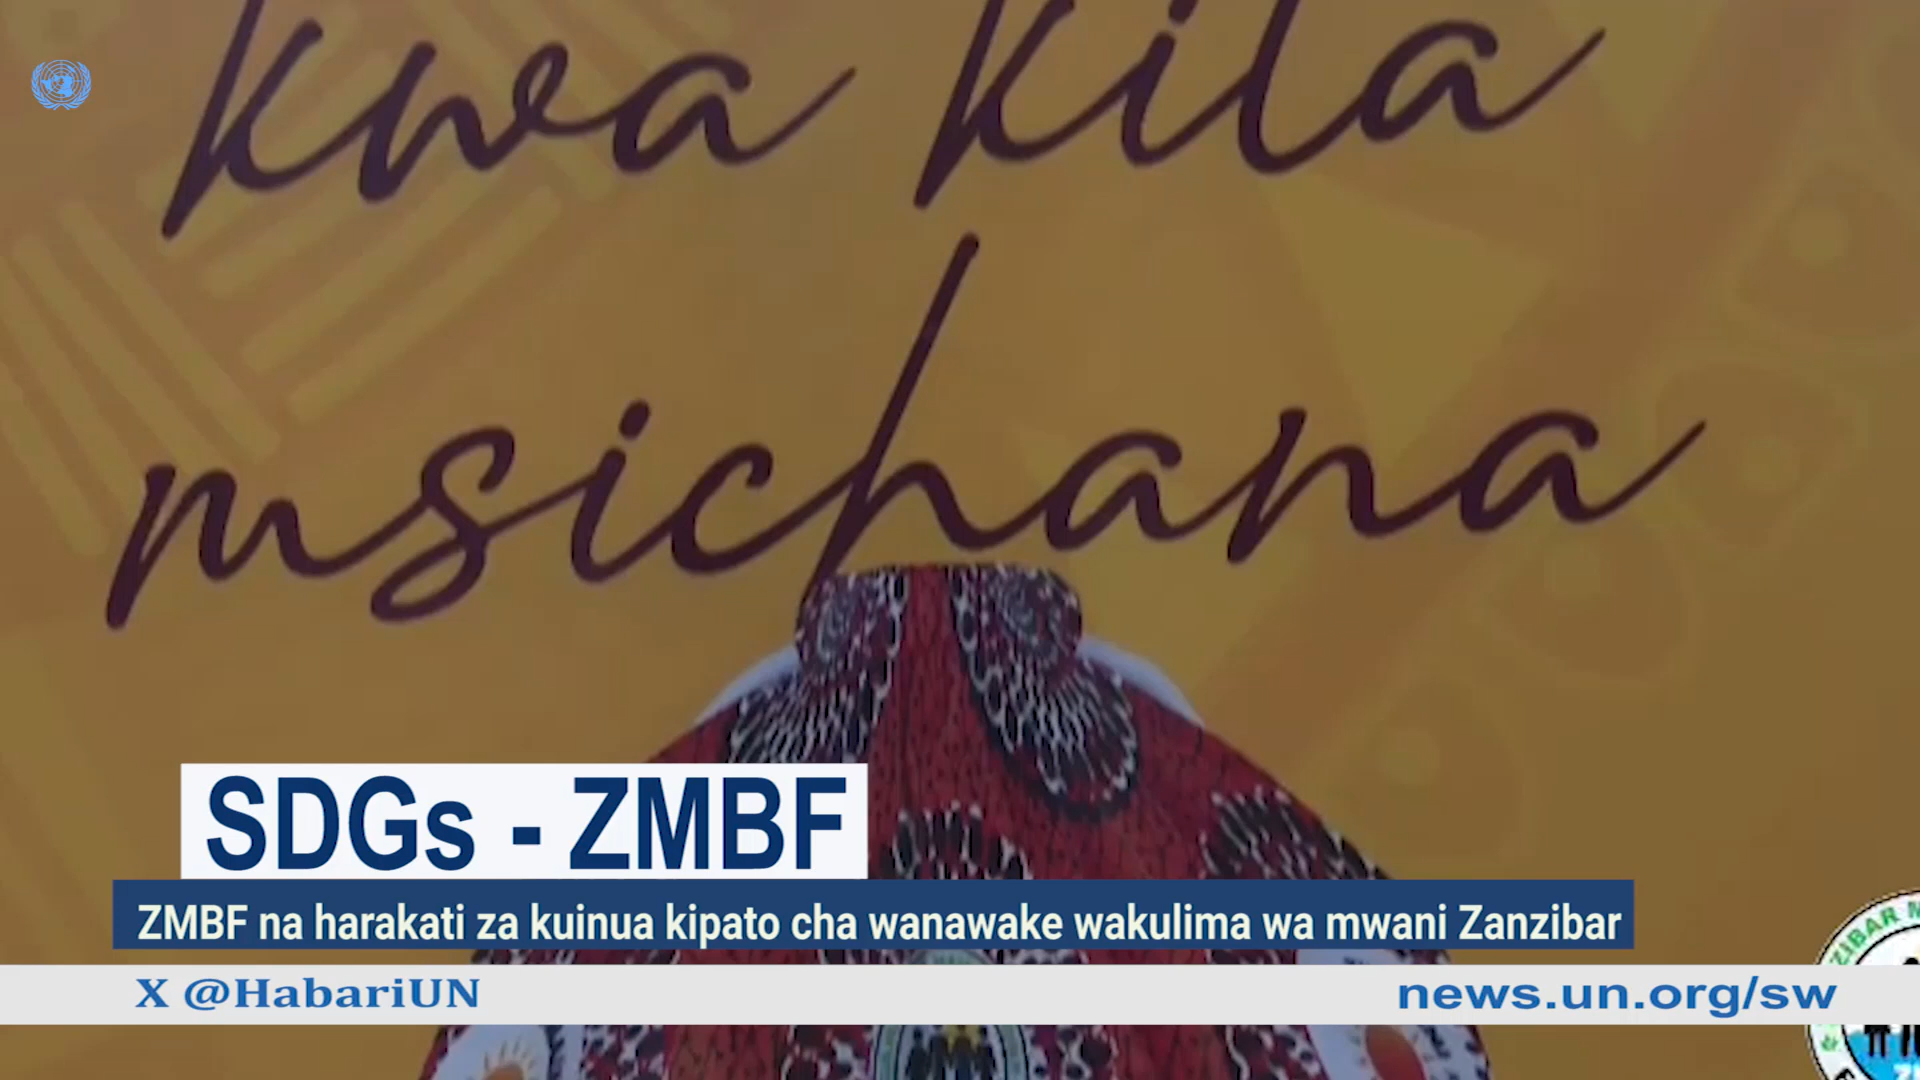 kwa kila
msichana
SDGs - ZMBF
ZMBF na harakati za kuinua kipato cha wanawake wakulima wa mwani Zanzibar
X @HabariUN
news.un.org/sw